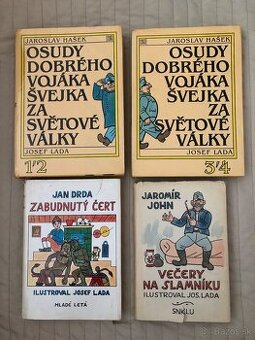 JAROSLAV HAŠEK
OSUDY
DOBRÉHO
VOJÁKA
ŠVEJKA
ZA
SVĚTOVÉ
VÁLKY
JOSEF LADA
1/2
JAROSLAV HAŠEK
OSUDY
DOBRÉHO
VOJÁKA
ŠVEJKA
ZA
SVĚTOVÉ
VÁLKY
JOSEF LADA
3/4
JAN DRDA
ZABUDNUTÝ ČERT
ILUSTROVAL JOSEF LADA
MLADÉ LETÁ
JAROMÍR
JOHN
VEČERY
NA SLAMNÍKU
ILUSTROVAL JOS. LADA
SNKLU